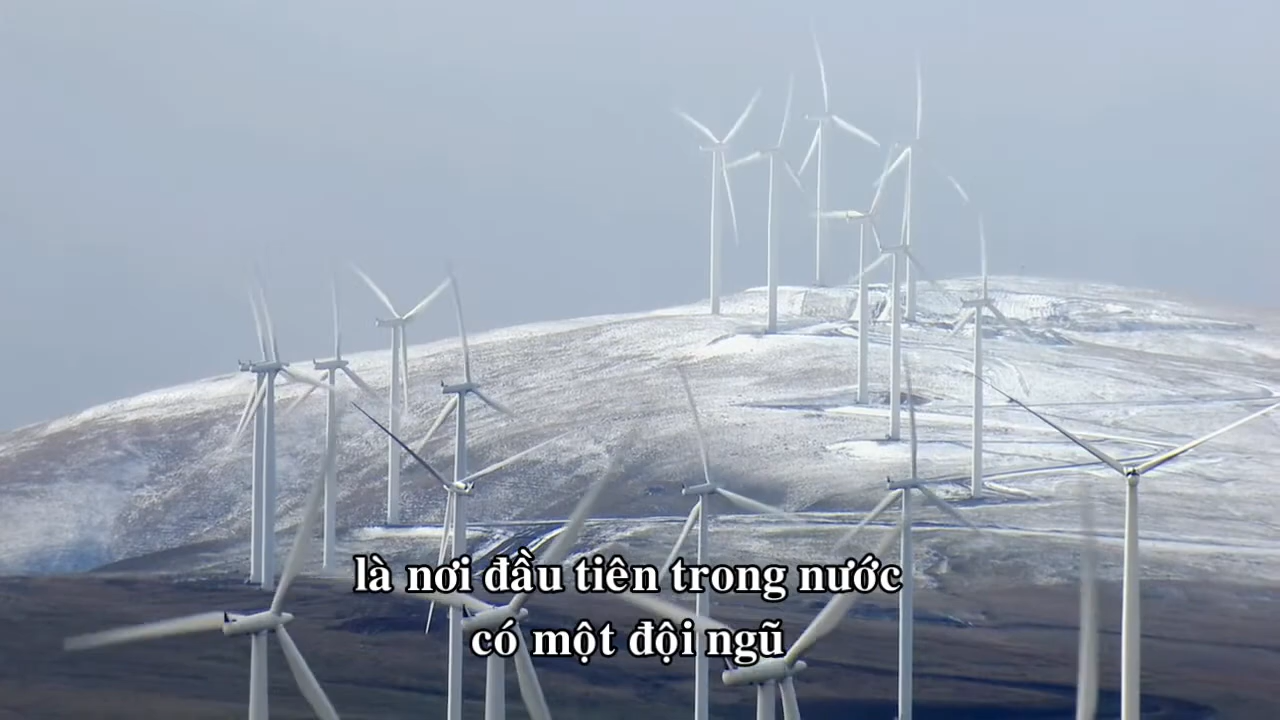 là nơi đầu tiên trong nước
có một đội ngũ